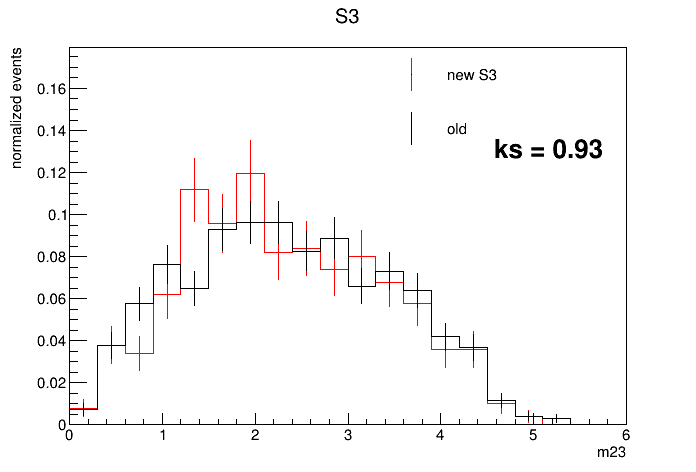 S3
normalized events
new S3
old
ks = 0.93
0.16
0.14
0.12
0.1
0.08
0.06
0.04
0.02
0
0 1 2 3 4 5 6
m23